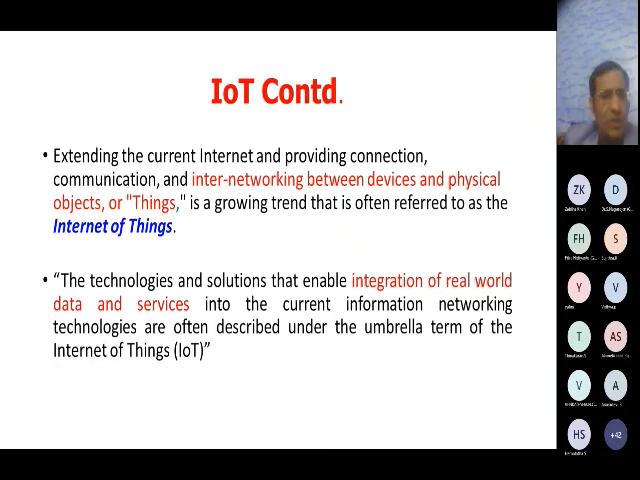 IoT Contd.
• Extending the current Internet and providing connection,
communication, and inter-networking between devices and physical
objects, or "Things," is a growing trend that is often referred to as the
Internet of Things.
• “The technologies and solutions that enable integration of real world
data and services into the current information networking
technologies are often described under the umbrella term of the
Internet of Things (IoT)”
ZK
D
FH
S
Y
V
T
AS
V
A
HS
+42